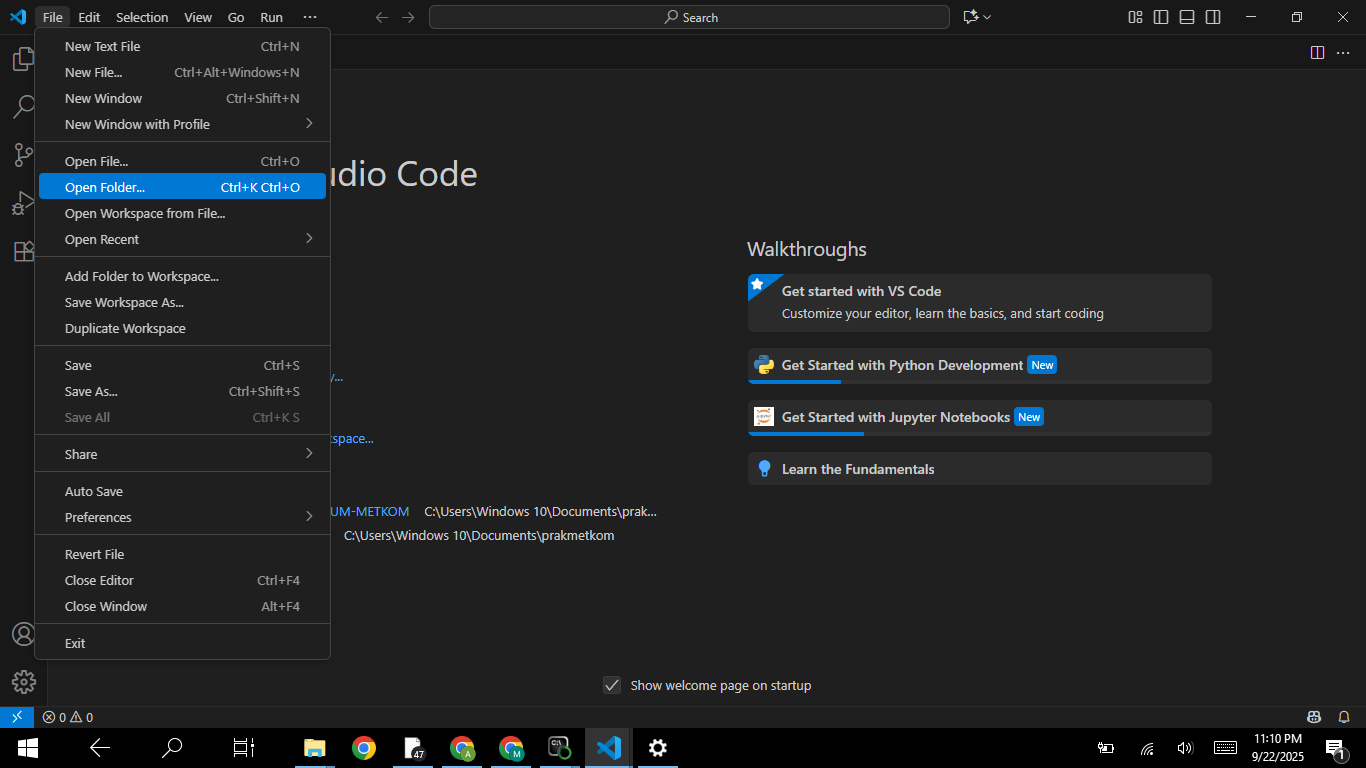 File Edit Selection View Go Run ···
Search
New Text File Ctrl+N
New File... Ctrl+Alt+Windows+N
New Window Ctrl+Shift+N
New Window with Profile
Open File... Ctrl+O
Open Folder... Ctrl+K Ctrl+O
Open Workspace from File...
Open Recent
Add Folder to Workspace...
Save Workspace As...
Duplicate Workspace
Save Ctrl+S
Save As... Ctrl+Shift+S
Save All Ctrl+K S
Share
Auto Save
Preferences
Revert File
Close Editor Ctrl+F4
Close Window Alt+F4
Exit
udio Code
y...
space...
UM-METKOM C:\Users\Windows 10\Documents\prak...
C:\Users\Windows 10\Documents\prakmetkom
Walkthroughs
Get started with VS Code
Customize your editor, learn the basics, and start coding
Get Started with Python Development New
Get Started with Jupyter Notebooks New
Learn the Fundamentals
Show welcome page on startup
0 0
47
A
M
C:\
11:10 PM
9/22/2025
1